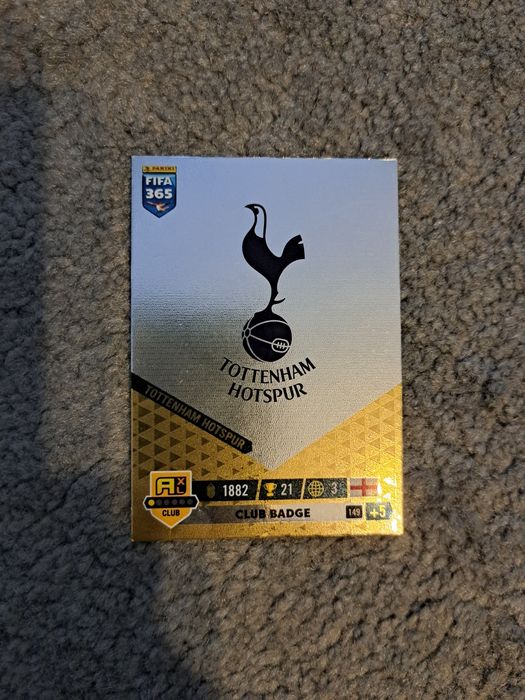 PANINI
FIFA
365
TOTTENHAM
HOTSPUR
TOTTENHAM HOTSPUR
1882 21 3
CLUB
CLUB BADGE 149 +5